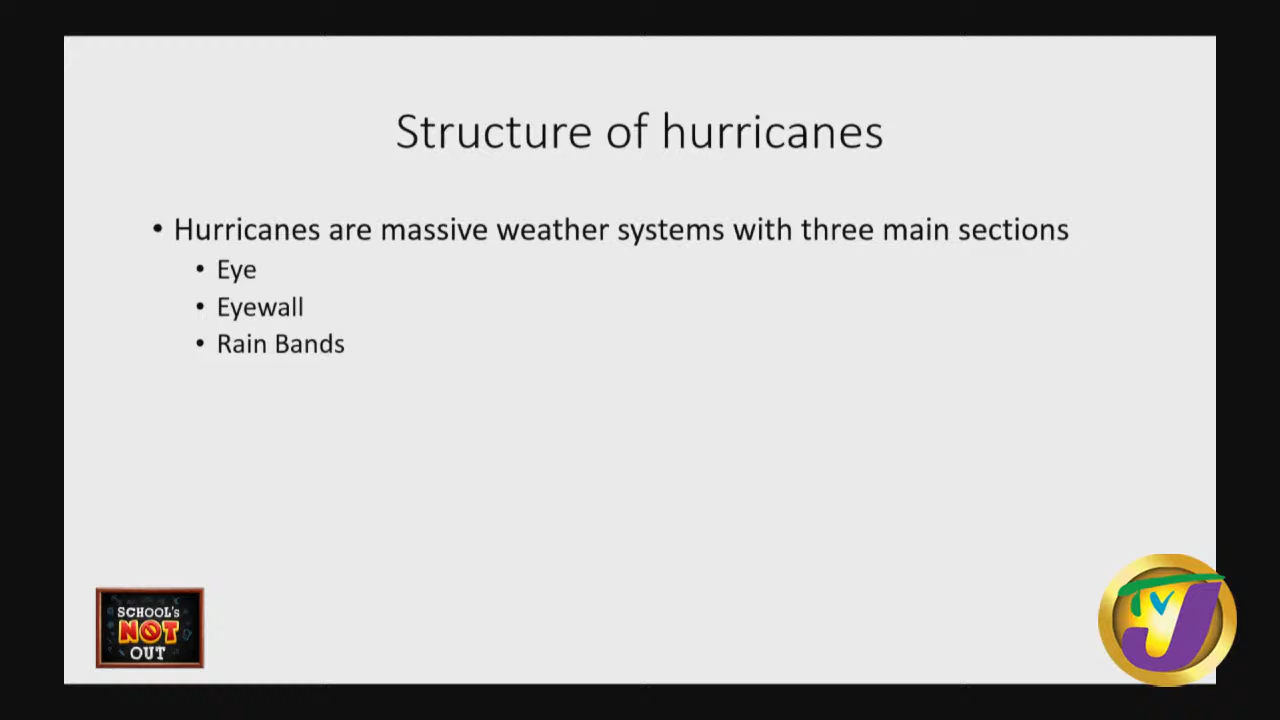 Structure of hurricanes
• Hurricanes are massive weather systems with three main sections
• Eye
• Eyewall
• Rain Bands
SCHOOL's
NOT
OUT
TVJ